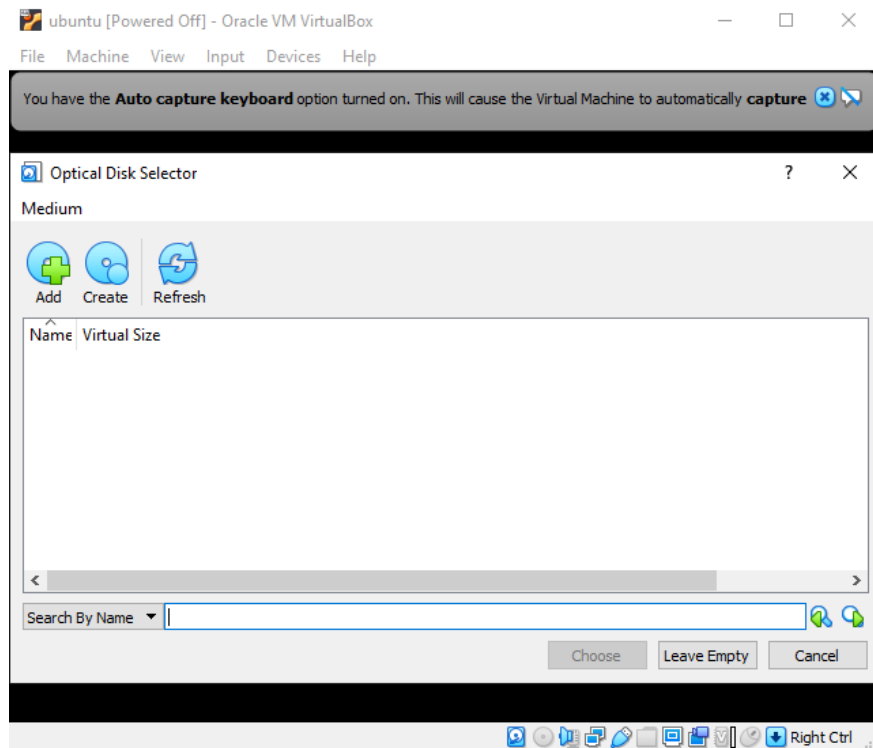 ubuntu [Powered Off] - Oracle VM VirtualBox
File Machine View Input Devices Help
You have the Auto capture keyboard option turned on. This will cause the Virtual Machine to automatically capture
Optical Disk Selector
?
Medium
Add Create Refresh
Name Virtual Size
Search By Name
Choose Leave Empty Cancel
Right Ctrl